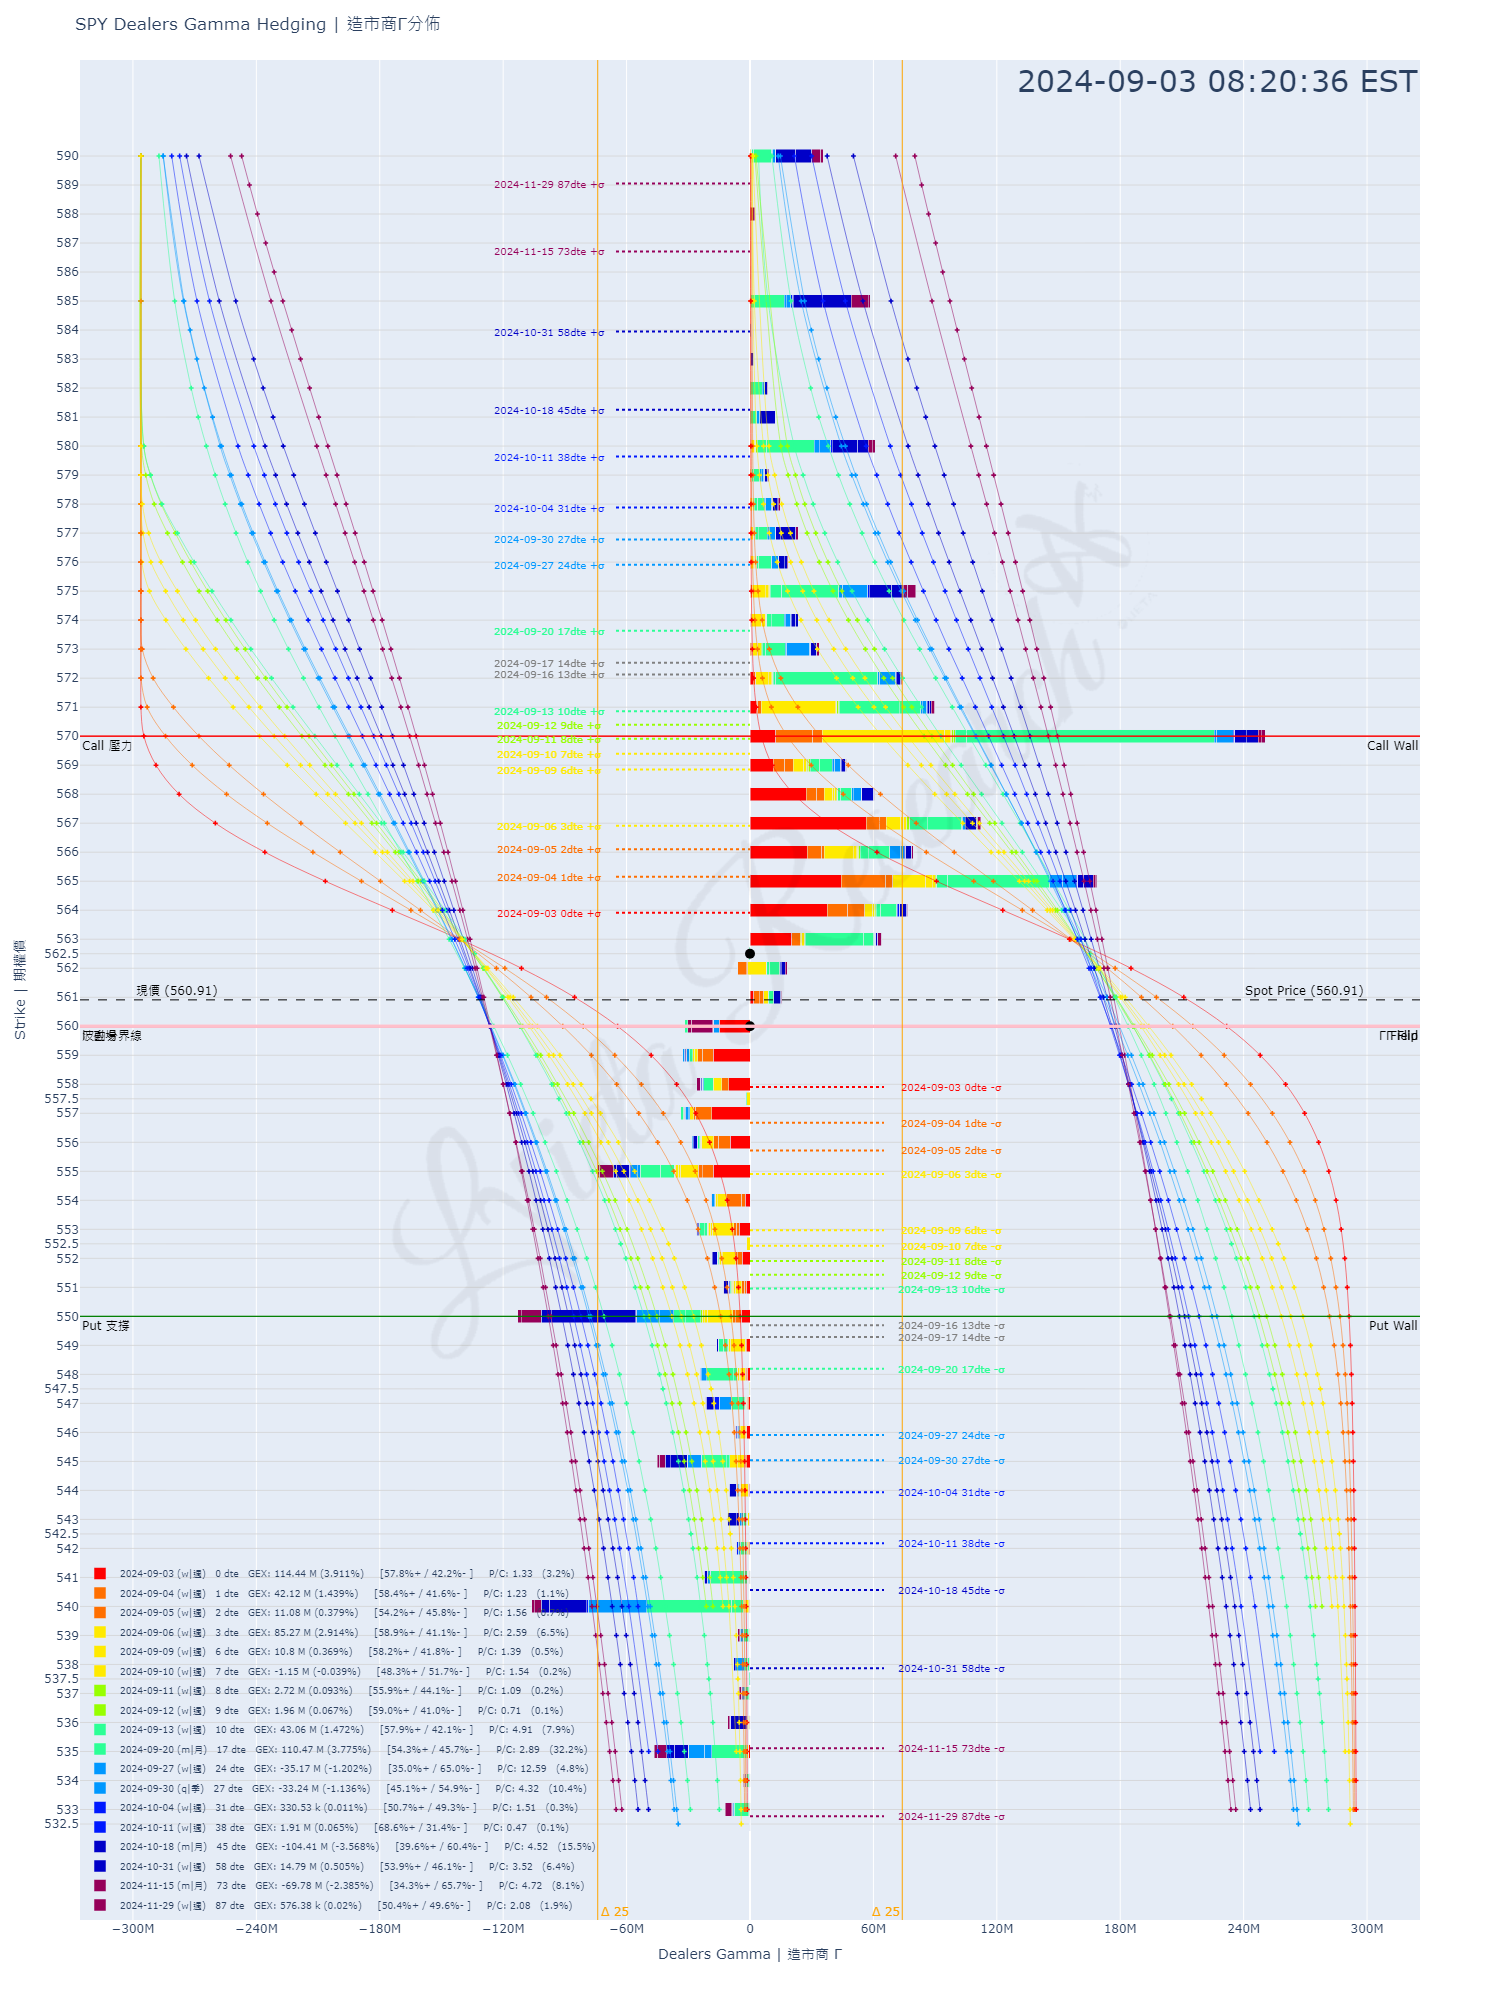 SPY Dealers Gamma Hedging | 造市商Γ分佈
2024-09-03 08:20:36 EST
590
589
2024-11-29 87dte +σ
588
587
2024-11-15 73dte +σ
586
585
584
2024-10-31 58dte +σ
583
582
2024-10-18 45dte +σ
581
580
2024-10-11 38dte +σ
579
578
2024-10-04 31dte +σ
577
2024-09-30 27dte +σ
576
2024-09-27 24dte +σ
575
574
2024-09-20 17dte +σ
573
2024-09-17 14dte +σ
2024-09-16 13dte +σ
572
571
2024-09-13 10dte +σ
2024-09-12 9dte +σ
570
2024-09-11 8dte +σ
Call 壓力
Call Wall
2024-09-10 7dte +σ
569
2024-09-09 6dte +σ
568
567
2024-09-06 3dte +σ
566
2024-09-05 2dte +σ
565
2024-09-04 1dte +σ
564
2024-09-03 0dte +σ
563
562.5
562
現價 (560.91)
Spot Price (560.91)
561
560
559
558
2024-09-03 0dte -σ
557.5
557
2024-09-04 1dte -σ
556
2024-09-05 2dte -σ
555
2024-09-06 3dte -σ
554
553
2024-09-09 6dte -σ
552.5
2024-09-10 7dte -σ
552
2024-09-11 8dte -σ
2024-09-12 9dte -σ
551
2024-09-13 10dte -σ
550
Put 支撐
Put Wall
2024-09-16 13dte -σ
2024-09-17 14dte -σ
549
548
2024-09-20 17dte -σ
547.5
547
546
2024-09-27 24dte -σ
545
2024-09-30 27dte -σ
544
2024-10-04 31dte -σ
543
542.5
542
2024-10-11 38dte -σ
541
2024-10-18 45dte -σ
540
539
538
2024-10-31 58dte -σ
537.5
537
536
535
2024-11-15 73dte -σ
534
533
2024-11-29 87dte -σ
532.5
Strike | 期權價
2024-09-03 (w|週) 0 dte GEX: 114.44 M (3.911%) [57.8%+ / 42.2%- ] P/C: 1.33 (3.2%)
2024-09-04 (w|週) 1 dte GEX: 42.12 M (1.439%) [58.4%+ / 41.6%- ] P/C: 1.23 (1.1%)
2024-09-05 (w|週) 2 dte GEX: 11.08 M (0.379%) [54.2%+ / 45.8%- ] P/C: 1.56
2024-09-06 (w|週) 3 dte GEX: 85.27 M (2.914%) [58.9%+ / 41.1%- ] P/C: 2.59 (6.5%)
2024-09-09 (w|週) 6 dte GEX: 10.8 M (0.369%) [58.2%+ / 41.8%- ] P/C: 1.39 (0.5%)
2024-09-10 (w|週) 7 dte GEX: -1.15 M (-0.039%) [48.3%+ / 51.7%- ] P/C: 1.54 (0.2%)
2024-09-11 (w|週) 8 dte GEX: 2.72 M (0.093%) [55.9%+ / 44.1%- ] P/C: 1.09 (0.2%)
2024-09-12 (w|週) 9 dte GEX: 1.96 M (0.067%) [59.0%+ / 41.0%- ] P/C: 0.71 (0.1%)
2024-09-13 (w|週) 10 dte GEX: 43.06 M (1.472%) [57.9%+ / 42.1%- ] P/C: 4.91 (7.9%)
2024-09-20 (m|月) 17 dte GEX: 110.47 M (3.775%) [54.3%+ / 45.7%- ] P/C: 2.89 (32.2%)
2024-09-27 (w|週) 24 dte GEX: -35.17 M (-1.202%) [35.0%+ / 65.0%- ] P/C: 12.59 (4.8%)
2024-09-30 (q|季) 27 dte GEX: -33.24 M (-1.136%) [45.1%+ / 54.9%- ] P/C: 4.32 (10.4%)
2024-10-04 (w|週) 31 dte GEX: 330.53 k (0.011%) [50.7%+ / 49.3%- ] P/C: 1.51 (0.3%)
2024-10-11 (w|週) 38 dte GEX: 1.91 M (0.065%) [68.6%+ / 31.4%- ] P/C: 0.47 (0.1%)
2024-10-18 (m|月) 45 dte GEX: -104.41 M (-3.568%) [39.6%+ / 60.4%- ] P/C: 4.52 (15.5%)
2024-10-31 (w|週) 58 dte GEX: 14.79 M (0.505%) [53.9%+ / 46.1%- ] P/C: 3.52 (6.4%)
2024-11-15 (m|月) 73 dte GEX: -69.78 M (-2.385%) [34.3%+ / 65.7%- ] P/C: 4.72 (8.1%)
2024-11-29 (w|週) 87 dte GEX: 576.38 k (0.02%) [50.4%+ / 49.6%- ] P/C: 2.08 (1.9%)
Δ 25
Δ 25
−300M
−240M
−180M
−120M
−60M
0
60M
120M
180M
240M
300M
Dealers Gamma | 造市商 Γ